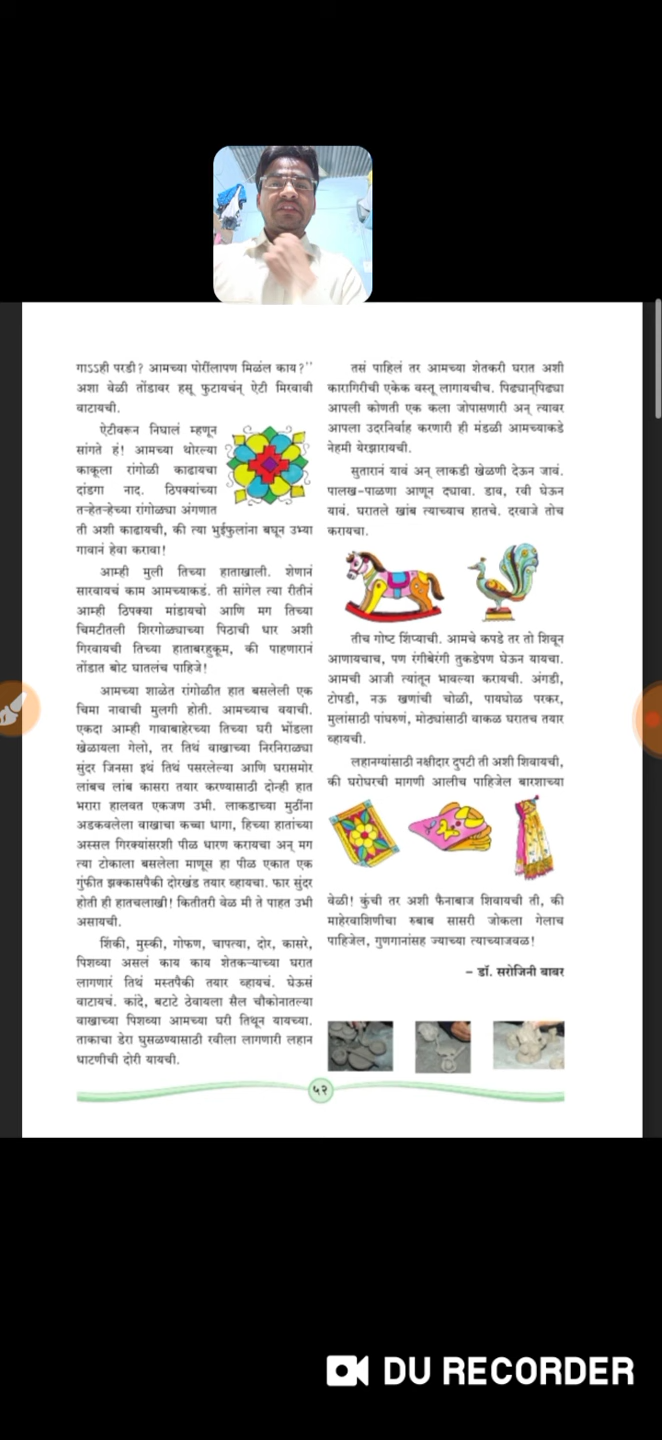 गाऽऽही परडी? आमच्या पोरींलापण मिळंल काय?''
अशा वेळी तोंडावर हसू फुटायचंन् ऐटी मिरवावी
वाटायची.
ऐटीवरून निघालं म्हणून
सांगते हं! आमच्या थोरल्या
काकूला रांगोळी काढायचा
दांडगा नाद. ठिपक्यांच्या
तऱ्हेतऱ्हेच्या रांगोळ्या अंगणात
ती अशी काढायची, की त्या भुईफुलांना बघून उभ्या
गावानं हेवा करावा!
आम्ही मुली तिच्या हाताखाली. शेणानं
सारवायचं काम आमच्याकडं. ती सांगेल त्या रीतीनं
आम्ही ठिपक्या मांडायचो आणि मग तिच्या
चिमटीतली शिरगोळ्याच्या पिठाची धार अशी
गिरवायची तिच्या हाताबरहुकूम, की पाहणारानं
तोंडात बोट घातलंच पाहिजे!
आमच्या शाळेत रांगोळीत हात बसलेली एक
चिमा नावाची मुलगी होती. आमच्याच वयाची.
एकदा आम्ही गावाबाहेरच्या तिच्या घरी भोंडला
खेळायला गेलो, तर तिथं वाखाच्या निरनिराळ्या
सुंदर जिनसा इथं तिथं पसरलेल्या आणि घरासमोर
लांबच लांब कासरा तयार करण्यासाठी दोन्ही हात
भरारा हालवत एकजण उभी. लाकडाच्या मुठींना
अडकवलेला वाखाचा कच्चा धागा, हिच्या हातांच्या
अस्सल गिरक्यांसरशी पीळ धारण करायचा अन् मग
त्या टोकाला बसलेला माणूस हा पीळ एकात एक
गुंफीत झक्कासपैकी दोरखंड तयार व्हायचा. फार सुंदर
होती ही हातचलाखी! कितीतरी वेळ मी ते पाहत उभी
असायची.
शिंकी, मुस्की, गोफण, चापत्या, दोर, कासरे,
पिशव्या असलं काय काय शेतकऱ्याच्या घरात
लागणारं तिथं मस्तपैकी तयार व्हायचं. घेऊसं
वाटायचं. कांदे, बटाटे ठेवायला सैल चौकोनातल्या
वाखाच्या पिशव्या आमच्या घरी तिथून यायच्या.
ताकाचा डेरा घुसळण्यासाठी रवीला लागणारी लहान
धाटणीची दोरी यायची.
तसं पाहिलं तर आमच्या शेतकरी घरात अशी
कारागिरीची एकेक वस्तू लागायचीच. पिढ्यान्‌पिढ्या
आपली कोणती एक कला जोपासणारी अन् त्यावर
आपला उदरनिर्वाह करणारी ही मंडळी आमच्याकडे
नेहमी येरझारायची.
सुतारानं यावं अन् लाकडी खेळणी देऊन जावं.
पालख-पाळणा आणून द्यावा. डाव, रवी घेऊन
यावं. घरातले खांब त्याच्याच हातचे. दरवाजे तोच
करायचा.
तीच गोष्ट शिंप्याची. आमचे कपडे तर तो शिवून
आणायचाच, पण रंगीबेरंगी तुकडेपण घेऊन यायचा.
आमची आजी त्यांतून भावल्या करायची. अंगडी,
टोपडी, नऊ खणांची चोळी, पायघोळ परकर,
मुलांसाठी पांघरुणं, मोठ्यांसाठी वाकळ घरातच तयार
व्हायची.
लहानग्यांसाठी नक्षीदार दुपटी ती अशी शिवायची,
की घरोघरची मागणी आलीच पाहिजेल बारशाच्या
वेळी! कुंची तर अशी फैनाबाज शिवायची ती, की
माहेरवाशिणीचा रुबाब सासरी जोकला गेलाच
पाहिजेल, गुणगानांसह ज्याच्या त्याच्याजवळ!
– डॉ. सरोजिनी बाबर
५२
DU RECORDER